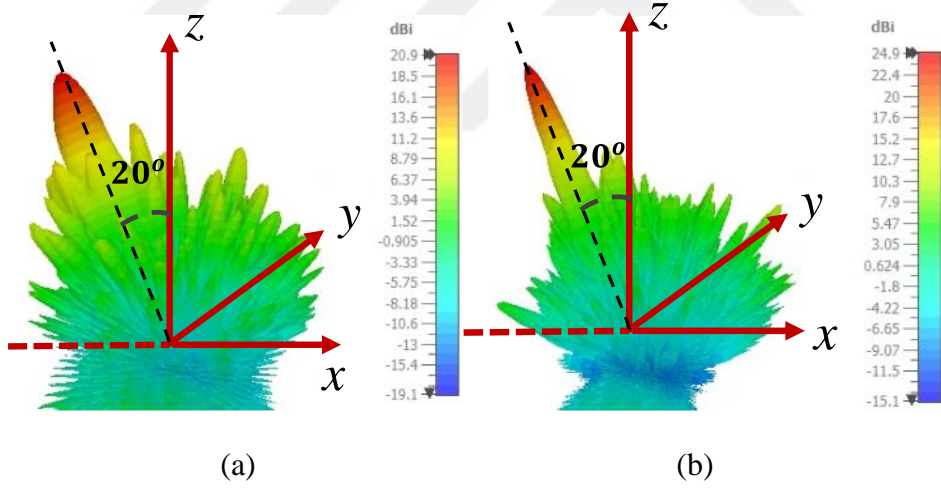 z
dBi
20.9
18.5
16.1
13.6
11.2
8.79
6.37
3.94
1.52
-0.905
-3.33
-5.75
-8.18
-10.6
-13
-15.4
-19.1
20º
y
x
(a)
z
dBi
24.9
22.4
20
17.6
15.2
12.7
10.3
7.9
5.47
3.05
0.624
-1.8
-4.22
-6.65
-9.07
-11.5
-15.1
20º
y
x
(b)